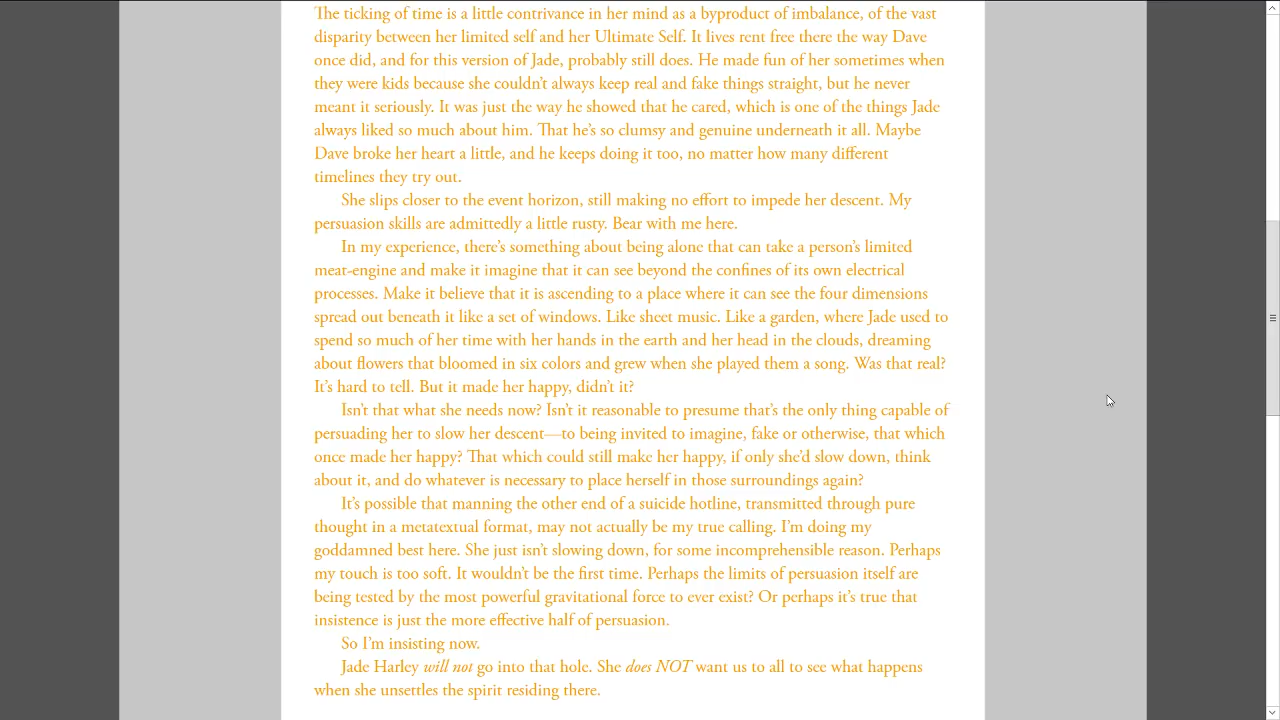 The ticking of time is a little contrivance in her mind as a byproduct of imbalance, of the vast
disparity between her limited self and her Ultimate Self. It lives rent free there the way Dave
once did, and for this version of Jade, probably still does. He made fun of her sometimes when
they were kids because she couldn't always keep real and fake things straight, but he never
meant it seriously. It was just the way he showed that he cared, which is one of the things Jade
always liked so much about him. That he's so clumsy and genuine underneath it all. Maybe
Dave broke her heart a little, and he keeps doing it too, no matter how many different
timelines they try out.
She slips closer to the event horizon, still making no effort to impede her descent. My
persuasion skills are admittedly a little rusty. Bear with me here.
In my experience, there's something about being alone that can take a person's limited
meat-engine and make it imagine that it can see beyond the confines of its own electrical
processes. Make it believe that it is ascending to a place where it can see the four dimensions
spread out beneath it like a set of windows. Like sheet music. Like a garden, where Jade used to
spend so much of her time with her hands in the earth and her head in the clouds, dreaming
about flowers that bloomed in six colors and grew when she played them a song. Was that real?
It's hard to tell. But it made her happy, didn't it?
Isn't that what she needs now? Isn't it reasonable to presume that's the only thing capable of
persuading her to slow her descent—to being invited to imagine, fake or otherwise, that which
once made her happy? That which could still make her happy, if only she'd slow down, think
about it, and do whatever is necessary to place herself in those surroundings again?
It's possible that manning the other end of a suicide hotline, transmitted through pure
thought in a metatextual format, may not actually be my true calling. I'm doing my
goddamned best here. She just isn't slowing down, for some incomprehensible reason. Perhaps
my touch is too soft. It wouldn't be the first time. Perhaps the limits of persuasion itself are
being tested by the most powerful gravitational force to ever exist? Or perhaps it's true that
insistence is just the more effective half of persuasion.
So I'm insisting now.
Jade Harley will not go into that hole. She does NOT want us to all to see what happens
when she unsettles the spirit residing there.